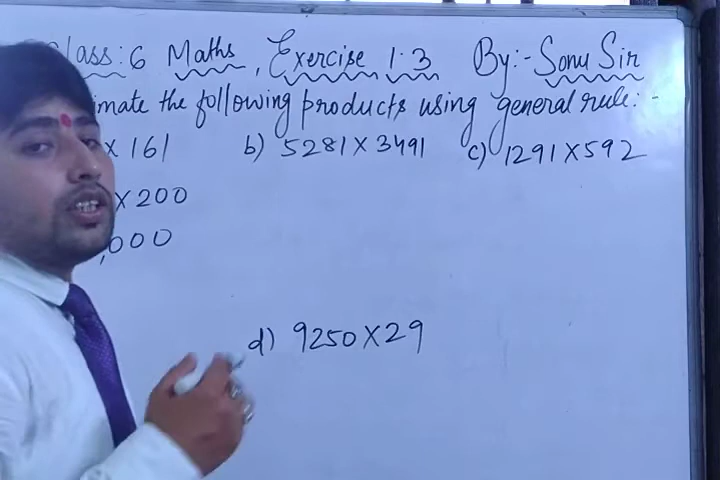 lass: 6 Maths, Exercise 1.3 By:- Sonu Sir
imate the following products using general rule: -
x 161 b) 5281 x 3491 c) 1291 x 592
x 200
,000
d) 9250 x 29